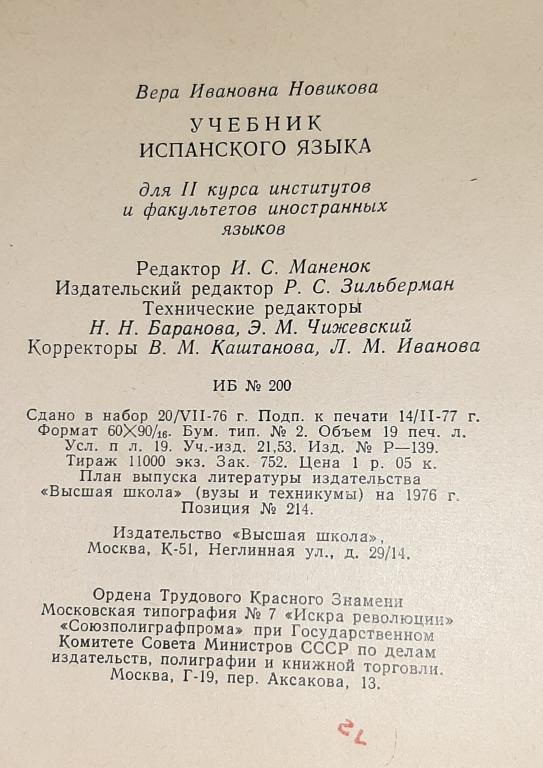 Вера Ивановна Новикова
УЧЕБНИК
ИСПАНСКОГО ЯЗЫКА
для II курса институтов
и факультетов иностранных
языков
Редактор И. С. Маненок
Издательский редактор Р. С. Зильберман
Технические редакторы
Н. Н. Баранова, Э. М. Чижевский
Корректоры В. М. Каштанова, Л. М. Иванова
ИБ № 200
Сдано в набор 20/VII-76 г. Подп. к печати 14/II-77 г.
Формат 60×90/16. Бум. тип. № 2. Объем 19 печ. л.
Усл. п л. 19. Уч.-изд. 21,53. Изд. № Р—139.
Тираж 11000 экз. Зак. 752. Цена 1 р. 05 к.
План выпуска литературы издательства
«Высшая школа» (вузы и техникумы) на 1976 г.
Позиция № 214.
Издательство «Высшая школа»,
Москва, К-51, Неглинная ул., д. 29/14.
Ордена Трудового Красного Знамени
Московская типография № 7 «Искра революции»
«Союзполиграфпрома» при Государственном
Комитете Совета Министров СССР по делам
издательств, полиграфии и книжной торговли.
Москва, Г-19, пер. Аксакова, 13.